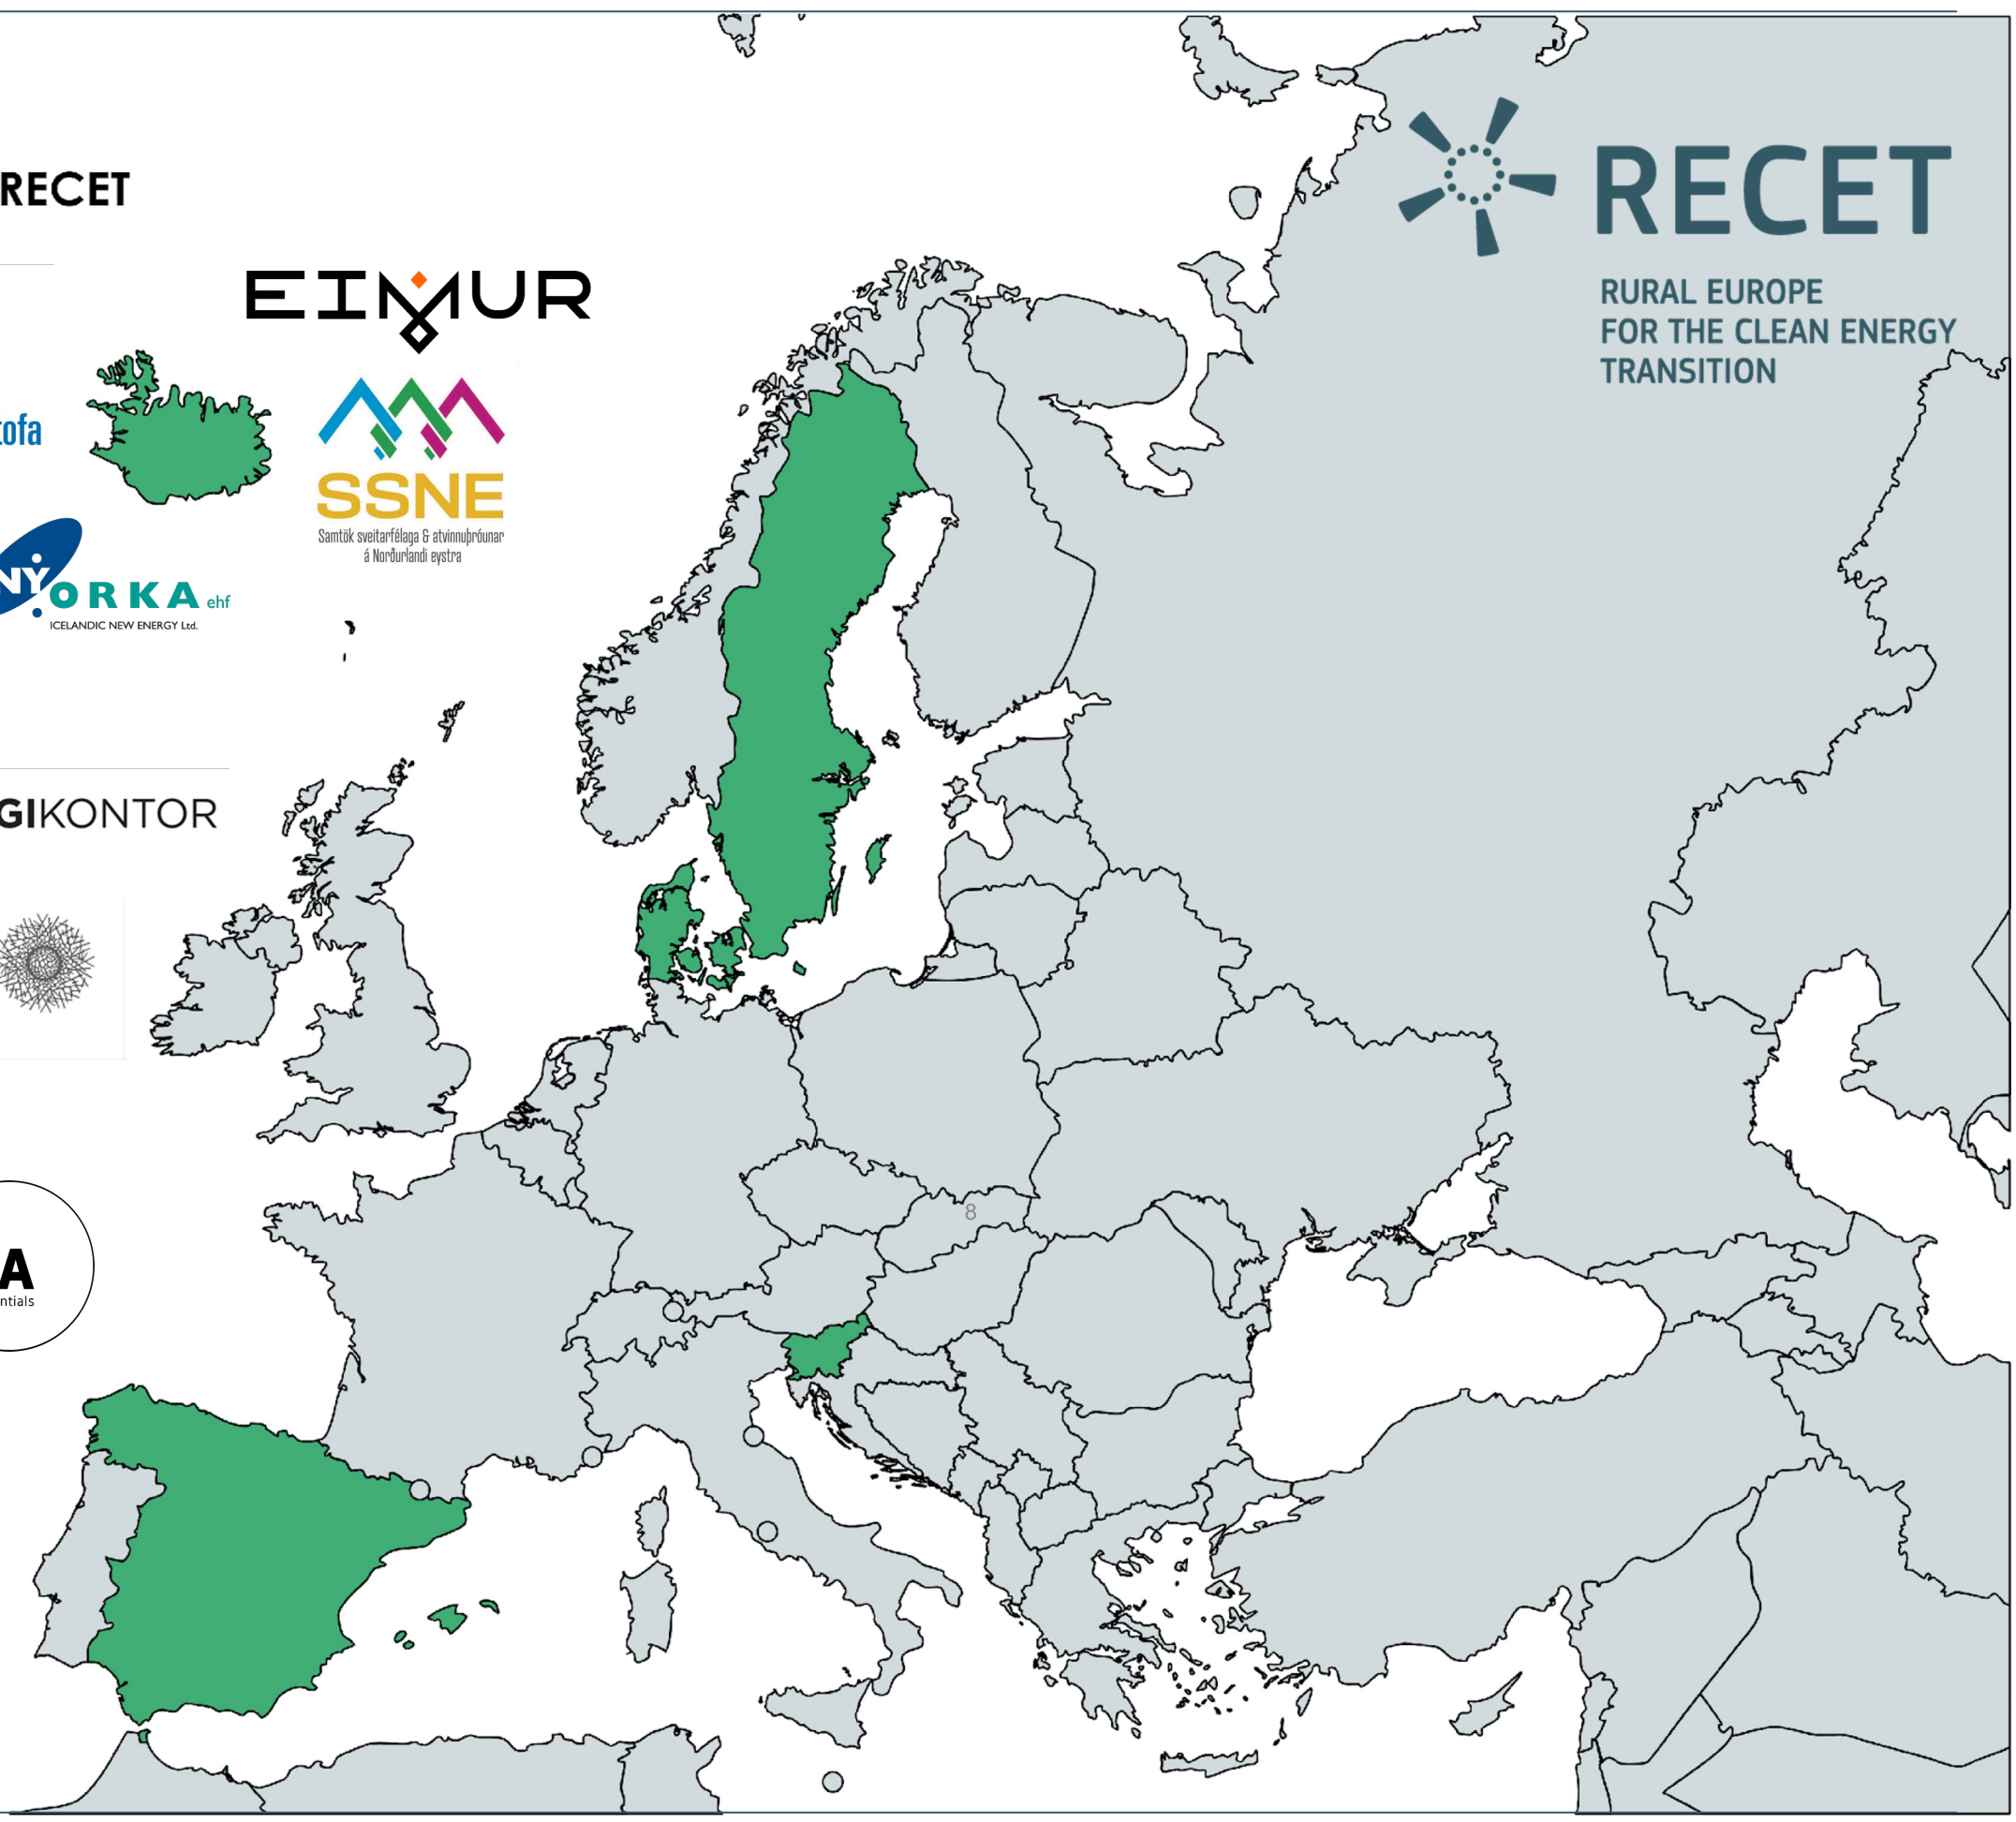 RECET
RECET
RURAL EUROPE
FOR THE CLEAN ENERGY
TRANSITION
EIMUR
tofa
SSNE
Samtök sveitarfélaga & atvinnuþróunar
á Norðurlandi eystra
NÝORKA ehf
ICELANDIC NEW ENERGY Ltd.
GIKONTOR
8
A
ntials